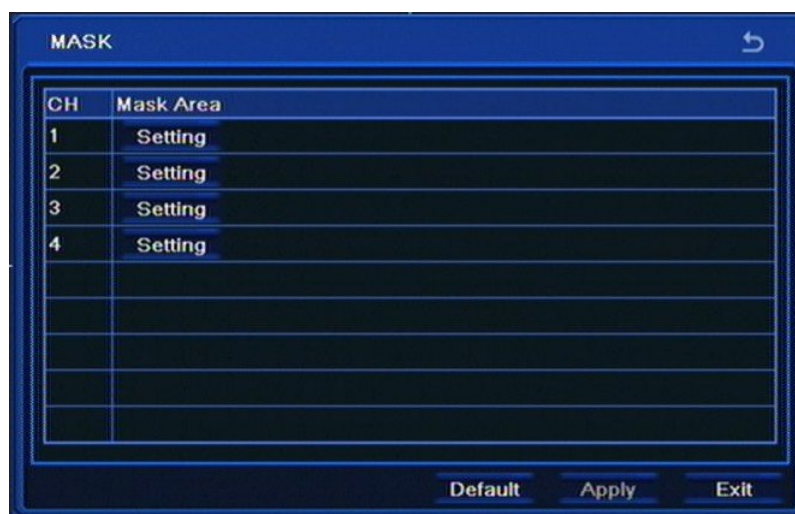 MASK
CH Mask Area
1 Setting
2 Setting
3 Setting
4 Setting
Default Apply Exit